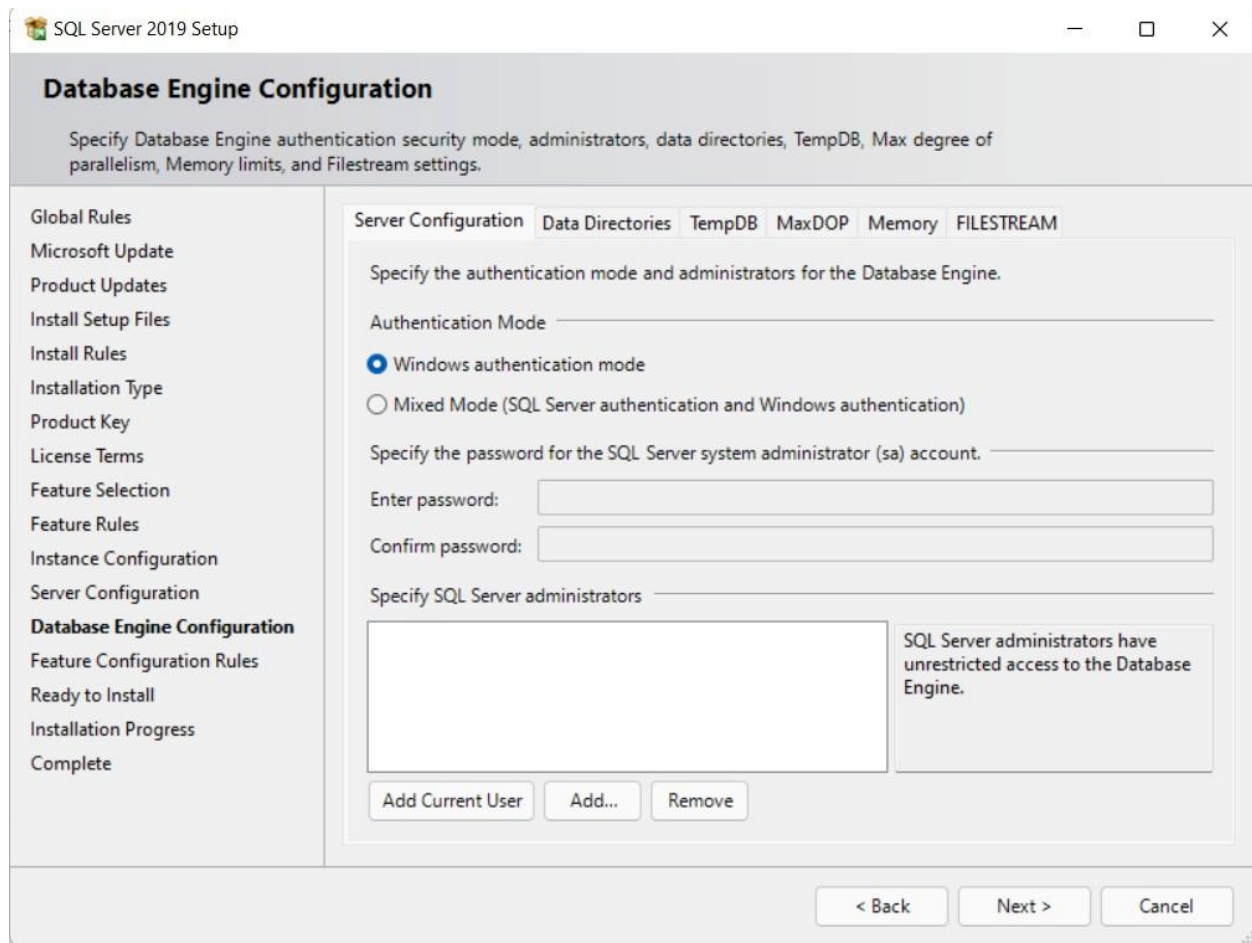 SQL Server 2019 Setup
Database Engine Configuration
Specify Database Engine authentication security mode, administrators, data directories, TempDB, Max degree of
parallelism, Memory limits, and Filestream settings.
Global Rules
Microsoft Update
Product Updates
Install Setup Files
Install Rules
Installation Type
Product Key
License Terms
Feature Selection
Feature Rules
Instance Configuration
Server Configuration
Database Engine Configuration
Feature Configuration Rules
Ready to Install
Installation Progress
Complete
Server Configuration Data Directories TempDB MaxDOP Memory FILESTREAM
Specify the authentication mode and administrators for the Database Engine.
Authentication Mode
Windows authentication mode
Mixed Mode (SQL Server authentication and Windows authentication)
Specify the password for the SQL Server system administrator (sa) account.
Enter password:
Confirm password:
Specify SQL Server administrators
SQL Server administrators have
unrestricted access to the Database
Engine.
Add Current User Add... Remove
< Back Next > Cancel